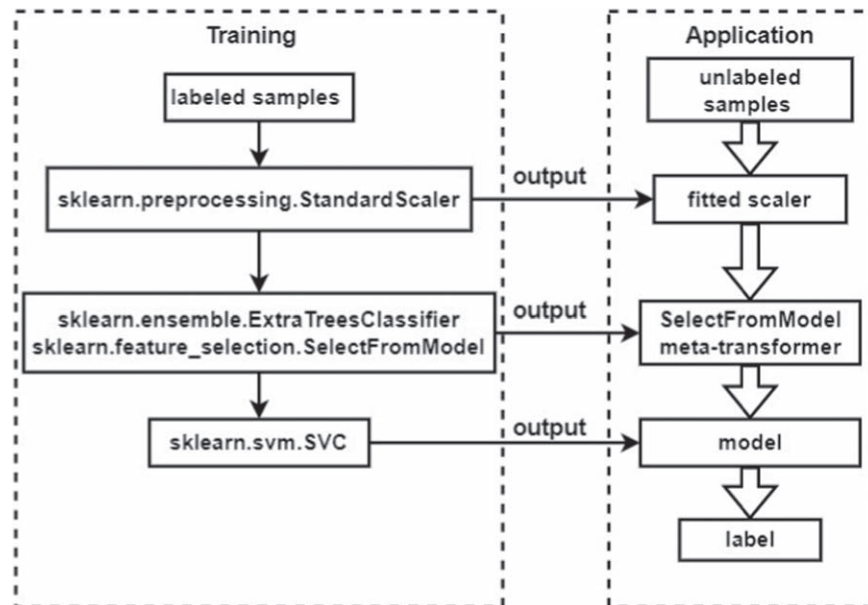 Training
labeled samples
sklearn.preprocessing.StandardScaler
sklearn.ensemble.ExtraTreesClassifier
sklearn.feature_selection.SelectFromModel
sklearn.svm.SVC
output
output
output
Application
unlabeled
samples
fitted scaler
SelectFromModel
meta-transformer
model
label